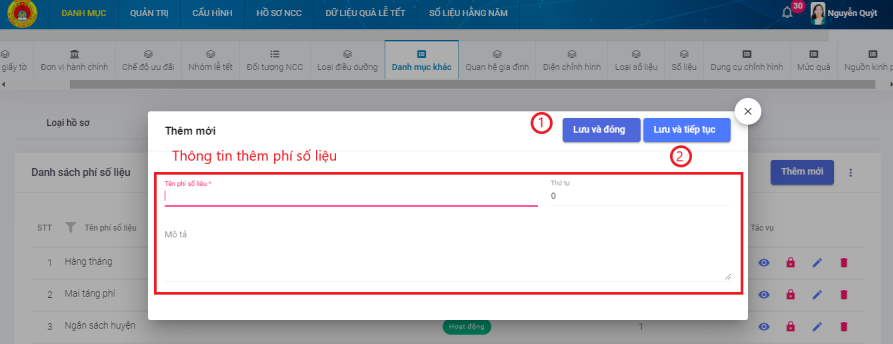 DANH MỤC QUẢN TRỊ CẤU HÌNH HỒ SƠ NCC DỮ LIỆU QUÀ LỄ TẾT SỐ LIỆU HẰNG NĂM 30 Nguyễn Quýt
giấy tờ Đơn vị hành chính Chế độ ưu đãi Nhóm lễ tết Đối tượng NCC Loại điều dưỡng Danh mục khác Quan hệ gia đình Diện chỉnh hình Loại số liệu Số liệu Dụng cụ chỉnh hình Mức quà Nguồn kinh p
Loại hồ sơ
Thêm mới 1 Lưu và đóng Lưu và tiếp tục
Thông tin thêm phí số liệu 2
Danh sách phí số liệu Thêm mới
Tên phí số liệu * Thứ tự
0
STT Tên phí số liệu Tác vụ
Mô tả
1 Hàng tháng
2 Mai táng phí
3 Ngân sách huyện Hoạt động 1